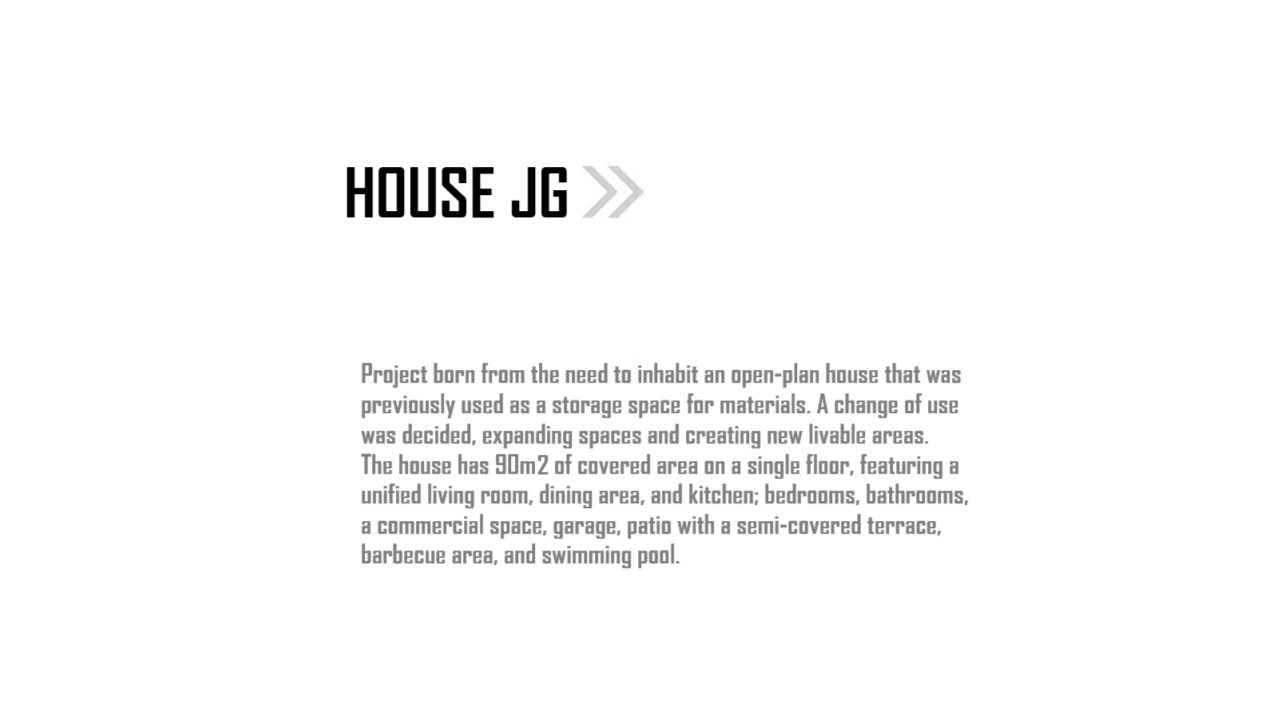 HOUSE JG
Project born from the need to inhabit an open-plan house that was
previously used as a storage space for materials. A change of use
was decided, expanding spaces and creating new livable areas.
The house has 90m2 of covered area on a single floor, featuring a
unified living room, dining area, and kitchen; bedrooms, bathrooms,
a commercial space, garage, patio with a semi-covered terrace,
barbecue area, and swimming pool.